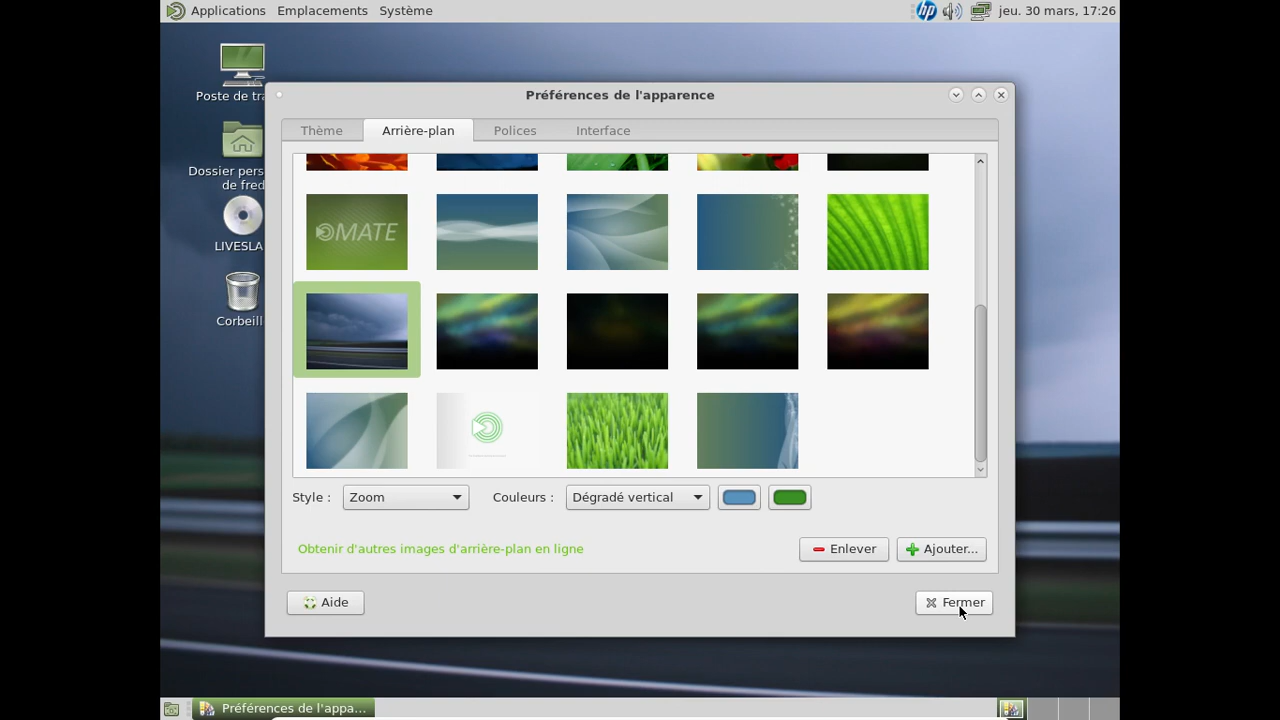 Applications Emplacements Système
jeu. 30 mars, 17:26
Poste de tra
Dossier pers
de fred
LIVESLA
Corbeill
Préférences de l'apparence
Thème Arrière-plan Polices Interface
MATE
Style : Zoom Couleurs : Dégradé vertical
Obtenir d'autres images d'arrière-plan en ligne
Enlever Ajouter...
Aide Fermer
Préférences de l'appa...